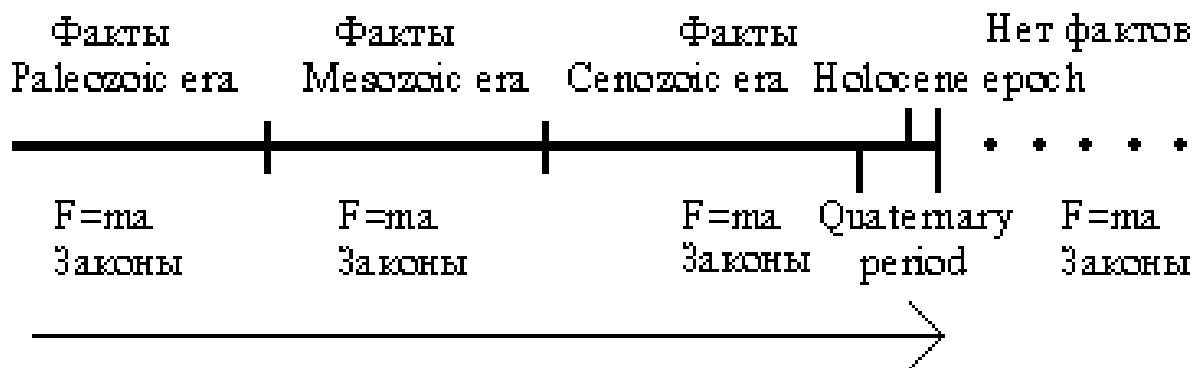 Факты Факты Факты Нет фактов
Paleozoic era Mesozoic era Cenozoic era Holocene epoch
F=ma F=ma F=ma Quaternary F=ma
Законы Законы Законы period Законы